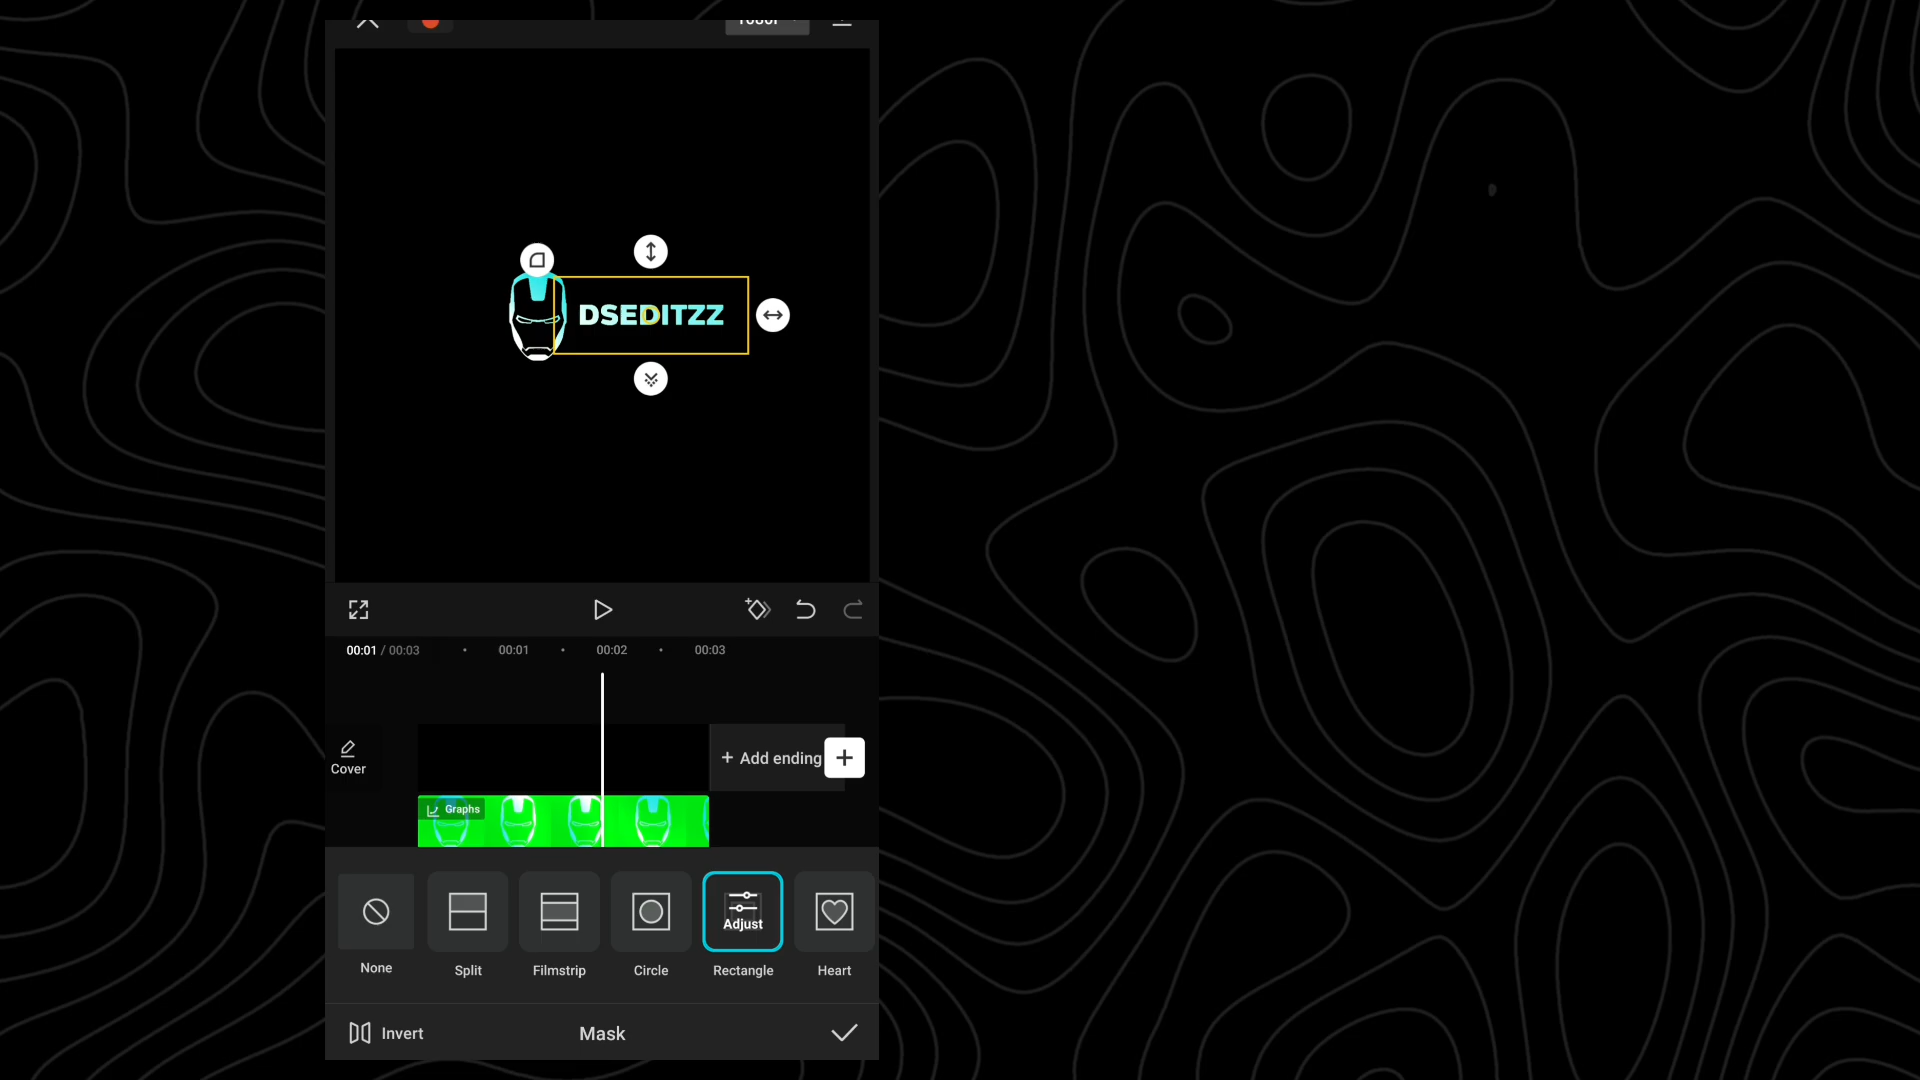 DSEDITZZ
00:01 / 00:03
00:01
00:02
00:03
Cover
+ Add ending
Graphs
Adjust
None
Split
Filmstrip
Circle
Rectangle
Heart
Invert
Mask